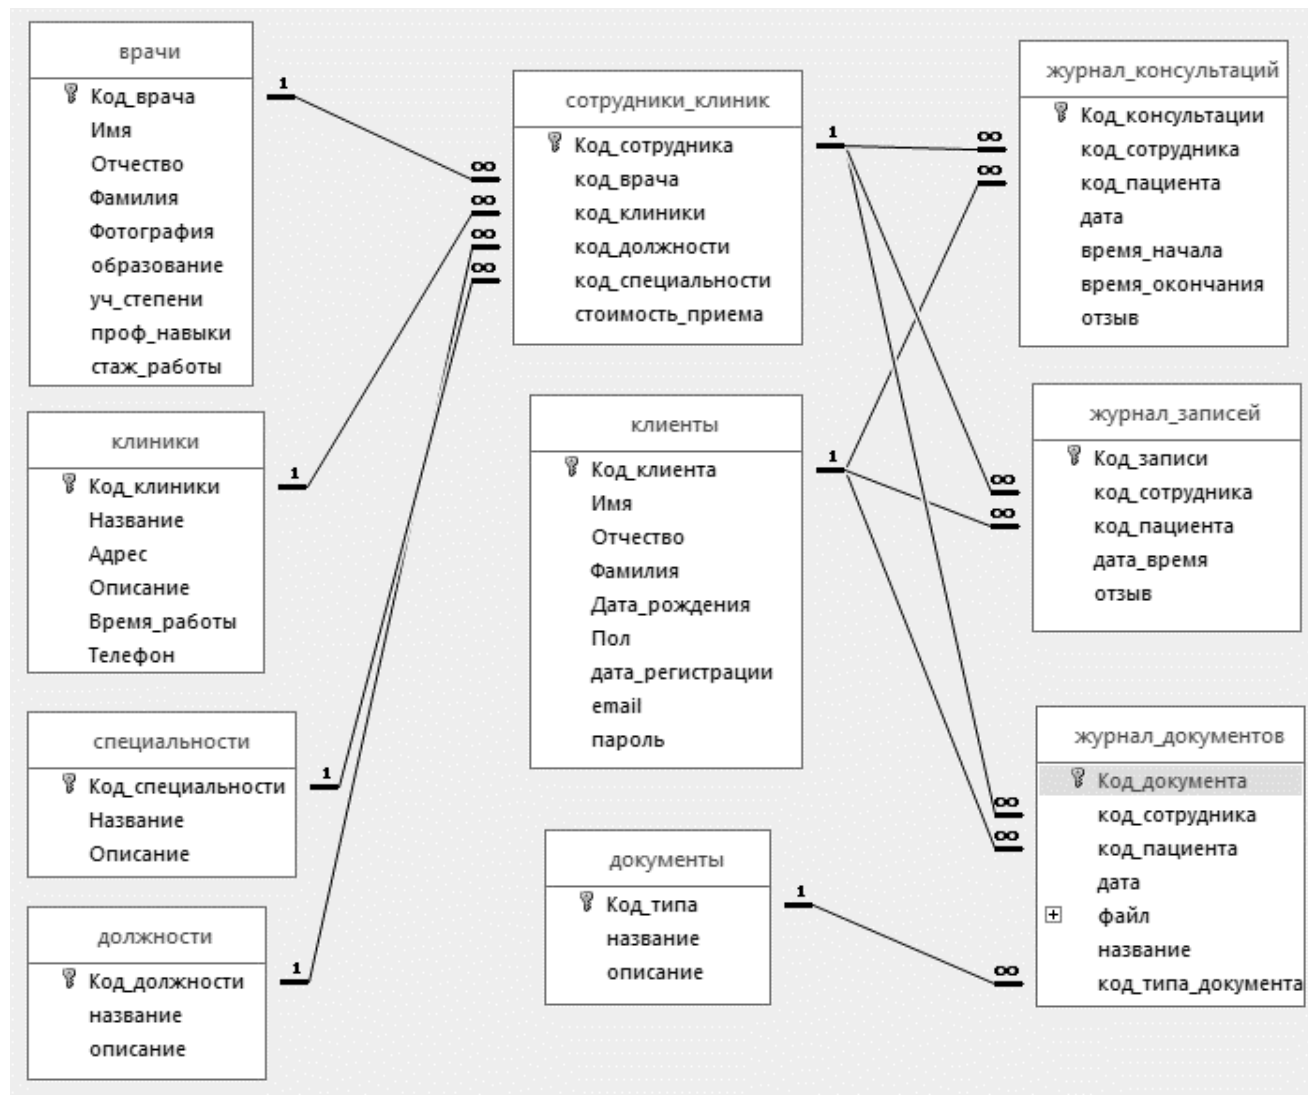 врачи
Код_врача
Имя
Отчество
Фамилия
Фотография
образование
уч_степени
проф_навыки
стаж_работы
клиники
Код_клиники
Название
Адрес
Описание
Время_работы
Телефон
специальности
Код_специальности
Название
Описание
должности
Код_должности
название
описание
1
1
1
1
∞
∞
∞
∞
сотрудники_клиник
Код_сотрудника
код_врача
код_клиники
код_должности
код_специальности
стоимость_приема
клиенты
Код_клиента
Имя
Отчество
Фамилия
Дата_рождения
Пол
дата_регистрации
email
пароль
документы
Код_типа
название
описание
1
1
1
∞
∞
∞
∞
∞
∞
∞
журнал_консультаций
Код_консультации
код_сотрудника
код_пациента
дата
время_начала
время_окончания
отзыв
журнал_записей
Код_записи
код_сотрудника
код_пациента
дата_время
отзыв
журнал_документов
Код_документа
код_сотрудника
код_пациента
дата
файл
название
код_типа_документа